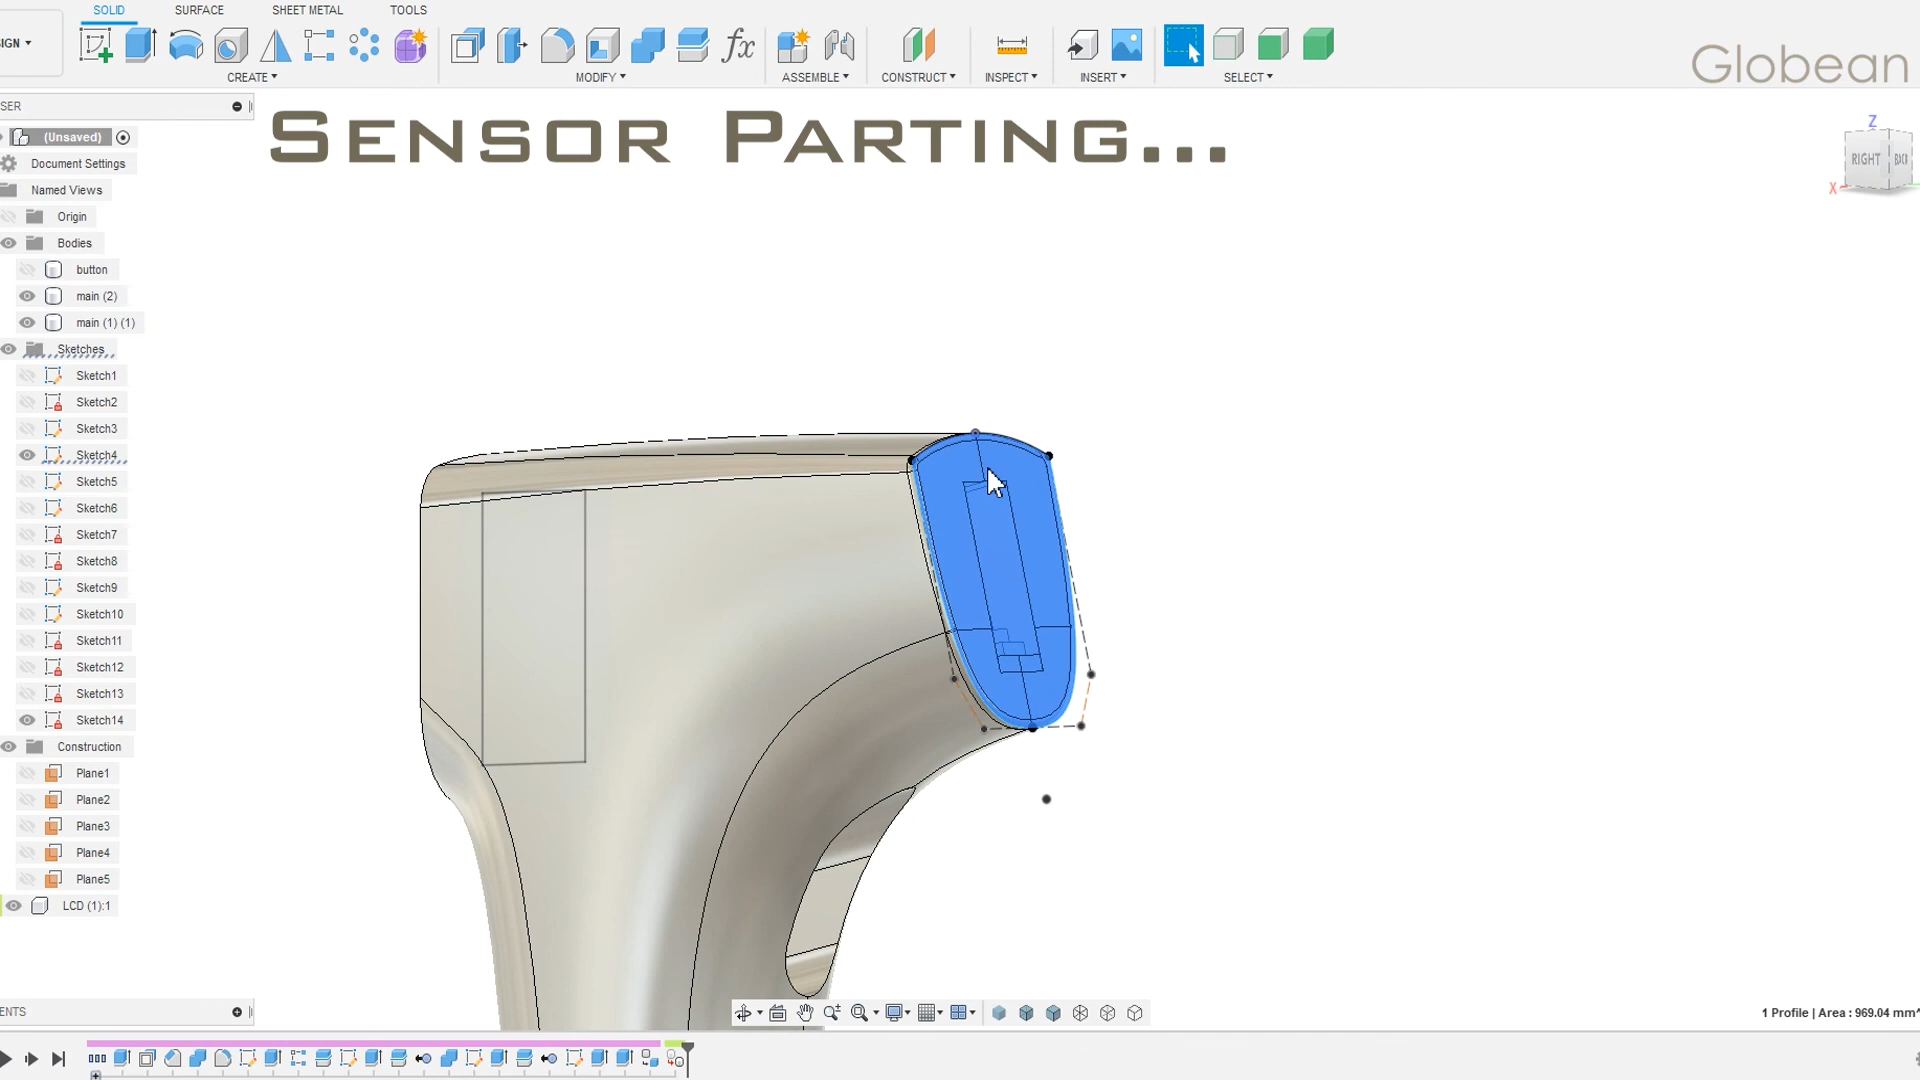 SOLID SURFACE SHEET METAL TOOLS
SIGN
CREATE MODIFY ASSEMBLE CONSTRUCT INSPECT INSERT SELECT
Globean
SENSOR PARTING...
SER
(Unsaved)
Document Settings
Named Views
Origin
Bodies
button
main (2)
main (1) (1)
Sketches
Sketch1
Sketch2
Sketch3
Sketch4
Sketch5
Sketch6
Sketch7
Sketch8
Sketch9
Sketch10
Sketch11
Sketch12
Sketch13
Sketch14
Construction
Plane1
Plane2
Plane3
Plane4
Plane5
LCD (1):1
Z
RIGHT
BACK
X
ENTS
1 Profile | Area : 969.04 mm^